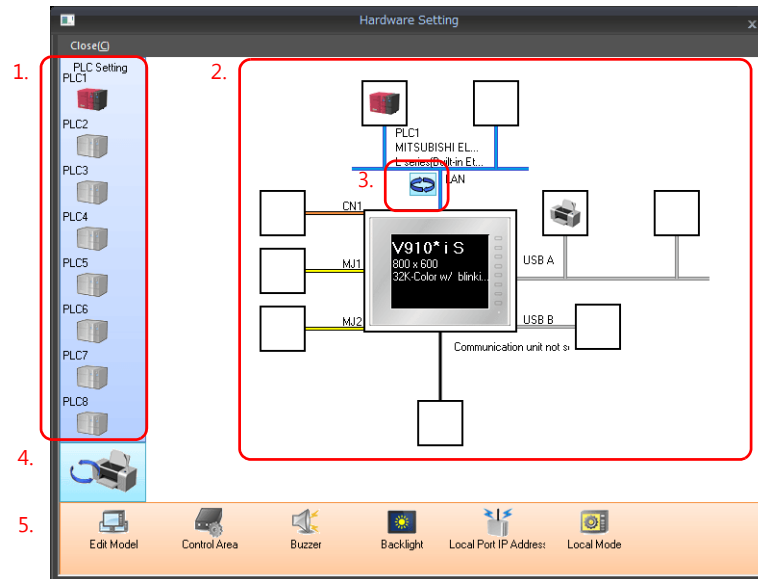 Hardware Setting
x
Close(C)
1.
PLC Setting
PLC1
PLC2
PLC3
PLC4
PLC5
PLC6
PLC7
PLC8
2.
PLC1
MITSUBISHI EL...
L series(Built-in Et...
3.
LAN
CN1
MJ1
MJ2
V910*iS
800 x 600
32K-Color w/ blinki...
USB A
USB B
Communication unit not
4.
5.
Edit Model
Control Area
Buzzer
Backlight
Local Port IP Address
Local Mode